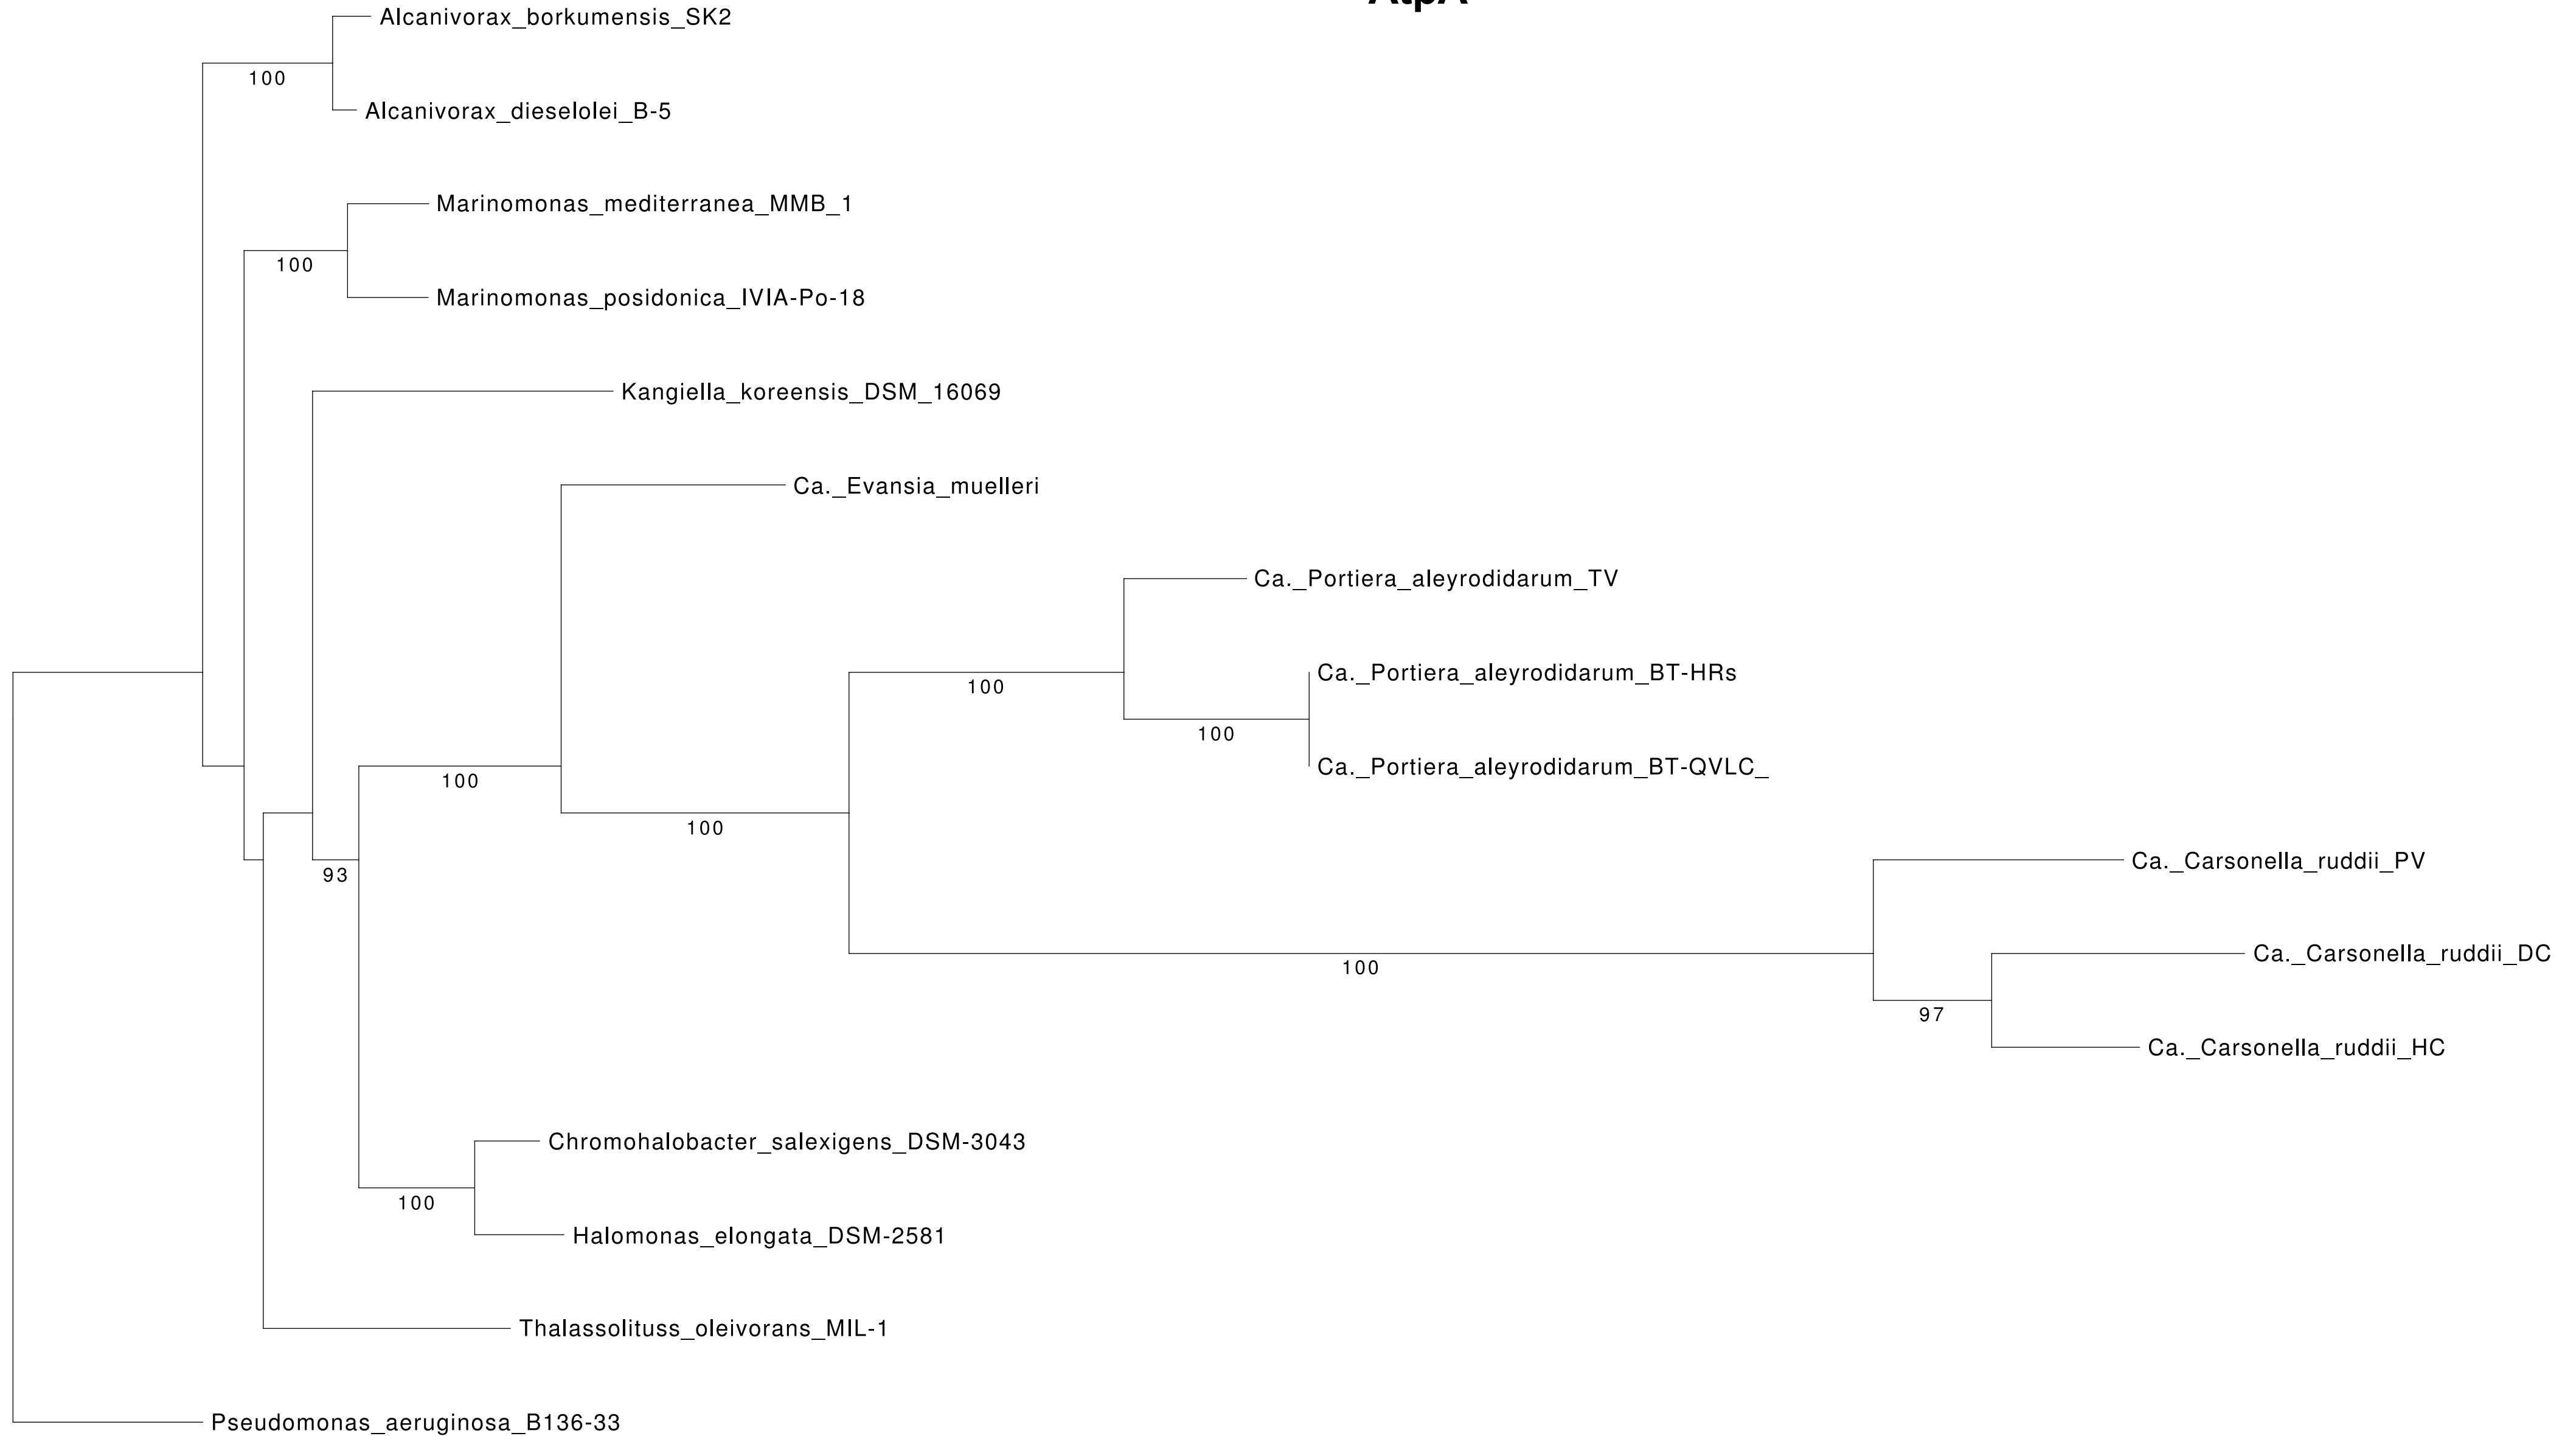 AtpA
Alcanivorax_borkumensis_SK2
100
Alcanivorax_dieselolei_B-5
Marinomonas_mediterranea_MMB_1
100
Marinomonas_posidonica_IVIA-Po-18
Kangiella_koreensis_DSM_16069
Ca._Evansia_muelleri
Ca._Portiera_aleyrodidarum_TV
Ca._Portiera_aleyrodidarum_BT-HRs
100
100
Ca._Portiera_aleyrodidarum_BT-QVLC_
100
100
Ca._Carsonella_ruddii_PV
93
Ca._Carsonella_ruddii_DC
100
97
Ca._Carsonella_ruddii_HC
Chromohalobacter_salexigens_DSM-3043
100
Halomonas_elongata_DSM-2581
Thalassolituss_oleivorans_MIL-1
Pseudomonas_aeruginosa_B136-33